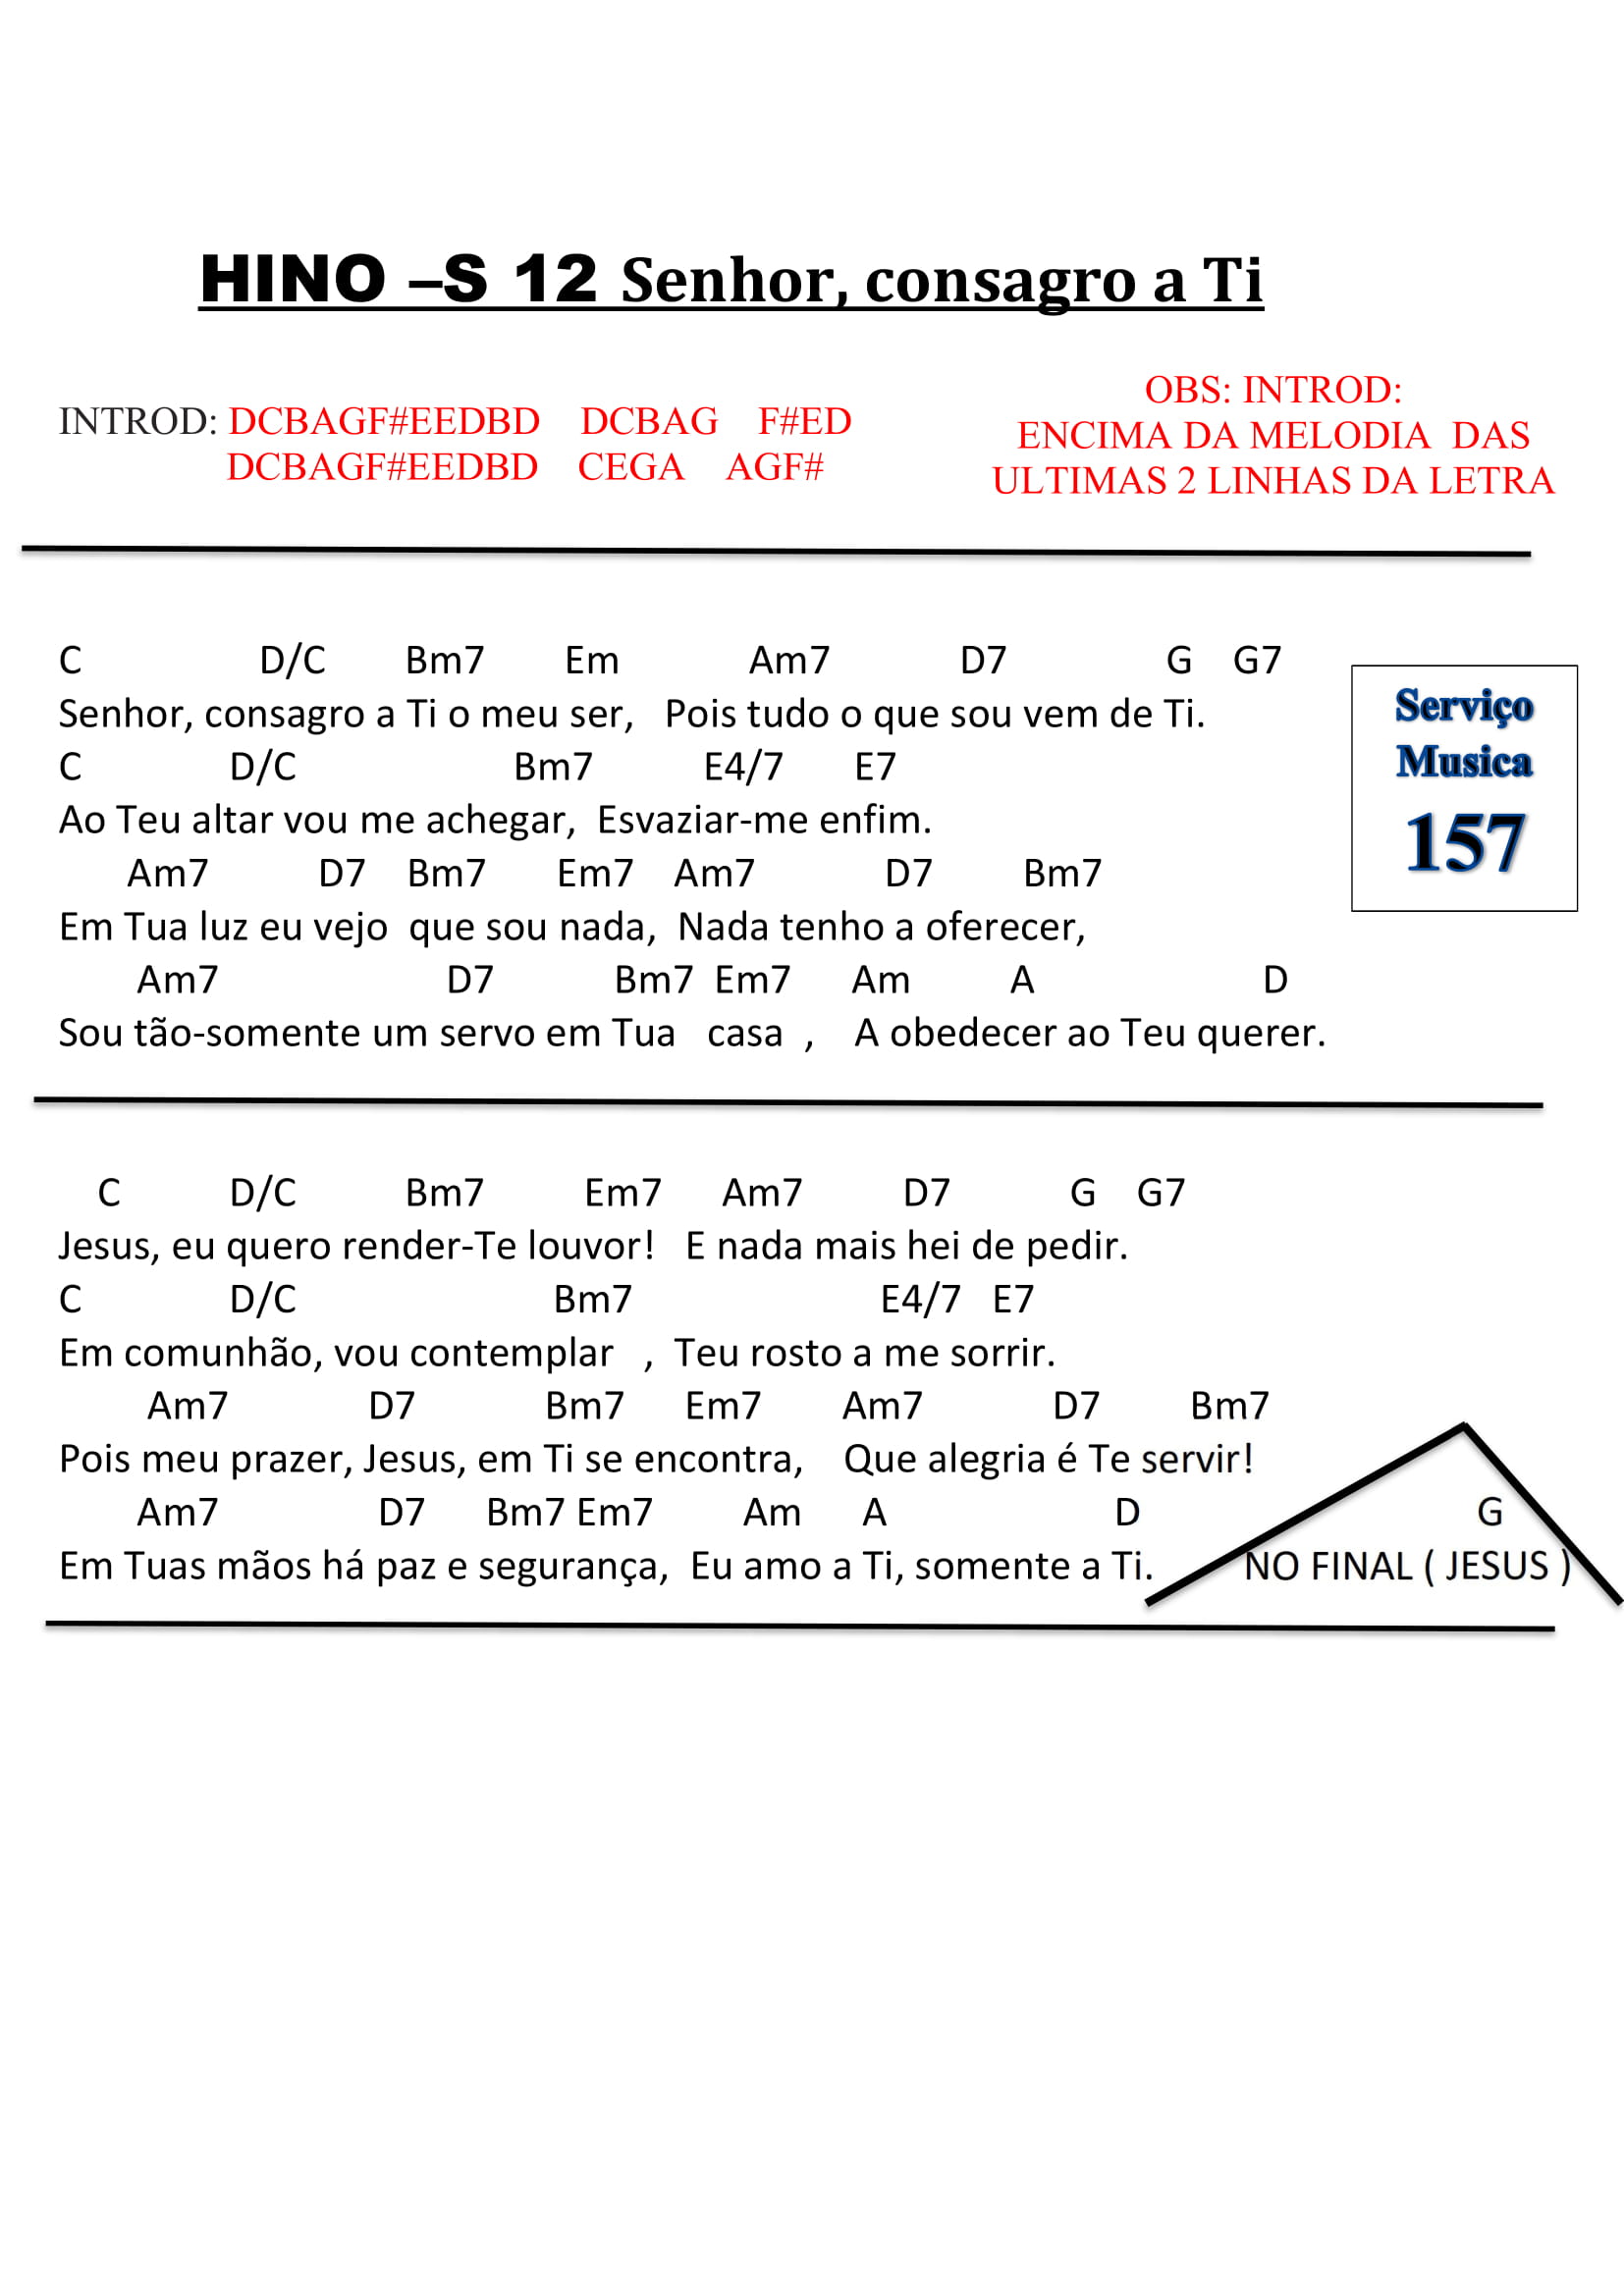 HINO –S 12 Senhor, consagro a Ti
OBS: INTROD:
INTROD: DCBAGF#EEDBD DCBAG F#ED
ENCIMA DA MELODIA DAS
DCBAGF#EEDBD CEGA AGF#
ULTIMAS 2 LINHAS DA LETRA
C D/C Bm7 Em Am7 D7 G G7
Senhor, consagro a Ti o meu ser, Pois tudo o que sou vem de Ti.
C D/C Bm7 E4/7 E7
Ao Teu altar vou me achegar, Esvaziar-me enfim.
Am7 D7 Bm7 Em7 Am7 D7 Bm7
Em Tua luz eu vejo que sou nada, Nada tenho a oferecer,
Am7 D7 Bm7 Em7 Am A D
Sou tão-somente um servo em Tua casa , A obedecer ao Teu querer.
Serviço
Musica
157
C D/C Bm7 Em7 Am7 D7 G G7
Jesus, eu quero render-Te louvor! E nada mais hei de pedir.
C D/C Bm7 E4/7 E7
Em comunhão, vou contemplar , Teu rosto a me sorrir.
Am7 D7 Bm7 Em7 Am7 D7 Bm7
Pois meu prazer, Jesus, em Ti se encontra, Que alegria é Te servir!
Am7 D7 Bm7 Em7 Am A D G
Em Tuas mãos há paz e segurança, Eu amo a Ti, somente a Ti. NO FINAL ( JESUS )